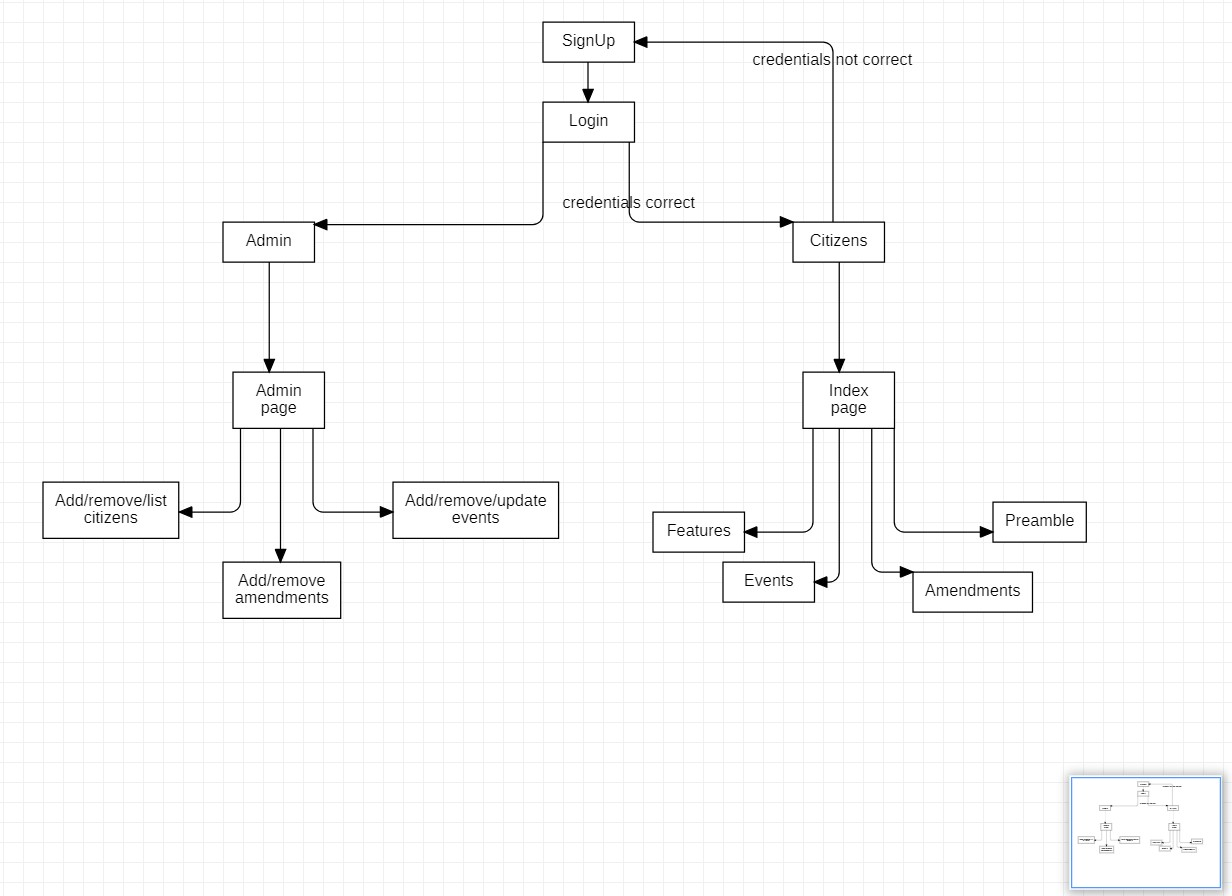 SignUp
credentials not correct
Login
credentials correct
Admin
Citizens
Admin
page
Index
page
Add/remove/list
citizens
Add/remove/update
events
Add/remove
amendments
Features
Preamble
Events
Amendments